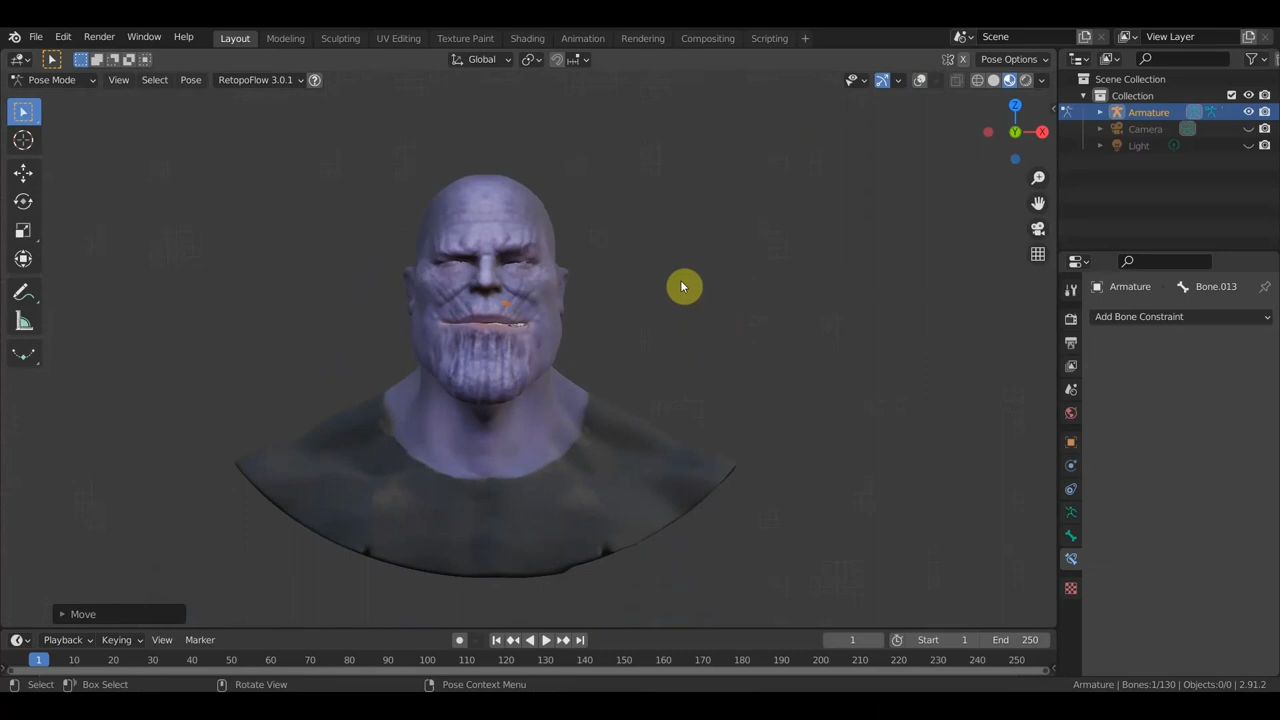 File Edit Render Window Help Layout Modeling Sculpting UV Editing Texture Paint Shading Animation Rendering Compositing Scripting + Scene View Layer
Global Pose Options
Pose Mode View Select Pose RetopoFlow 3.0.1
Scene Collection
Collection
Armature
Camera
Light
Z
Y X
Armature Bone.013
Add Bone Constraint
Move
Playback Keying View Marker 1 Start 1 End 250
1 10 20 30 40 50 60 70 80 90 100 110 120 130 140 150 160 170 180 190 200 210 220 230 240 250
Select Box Select Rotate View Pose Context Menu Armature | Bones:1/130 | Objects:0/0 | 2.91.2